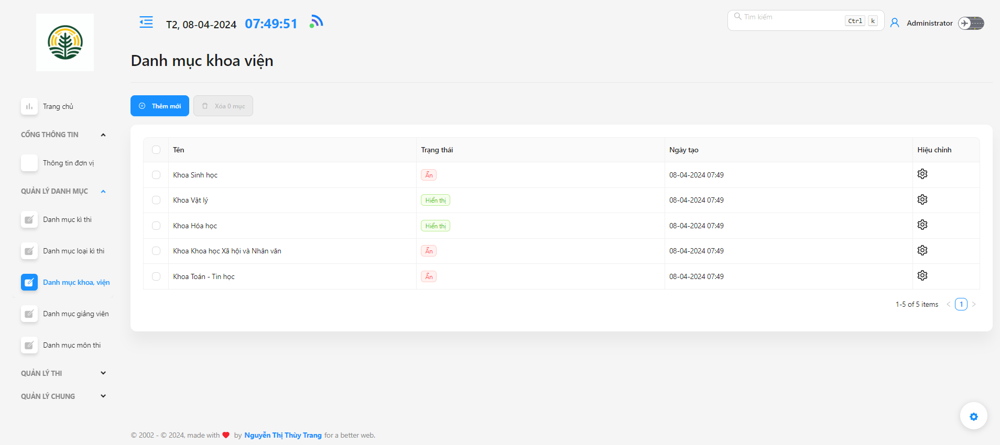 T2, 08-04-2024 07:49:51
Tìm kiếm Ctrl k
Administrator
Danh mục khoa viện
Thêm mới
Xóa 0 mục
Trang chủ
CỔNG THÔNG TIN
Thông tin đơn vị
QUẢN LÝ DANH MỤC
Danh mục kì thi
Danh mục loại kì thi
Danh mục khoa, viện
Danh mục giảng viên
Danh mục môn thi
QUẢN LÝ THI
QUẢN LÝ CHUNG
Tên Trạng thái Ngày tạo Hiệu chỉnh
Khoa Sinh học Ẩn 08-04-2024 07:49
Khoa Vật lý Hiển thị 08-04-2024 07:49
Khoa Hóa học Hiển thị 08-04-2024 07:49
Khoa Khoa học Xã hội và Nhân văn Ẩn 08-04-2024 07:49
Khoa Toán - Tin học Ẩn 08-04-2024 07:49
1-5 of 5 items < 1 >
© 2002 - © 2024, made with ❤ by Nguyễn Thị Thùy Trang for a better web.